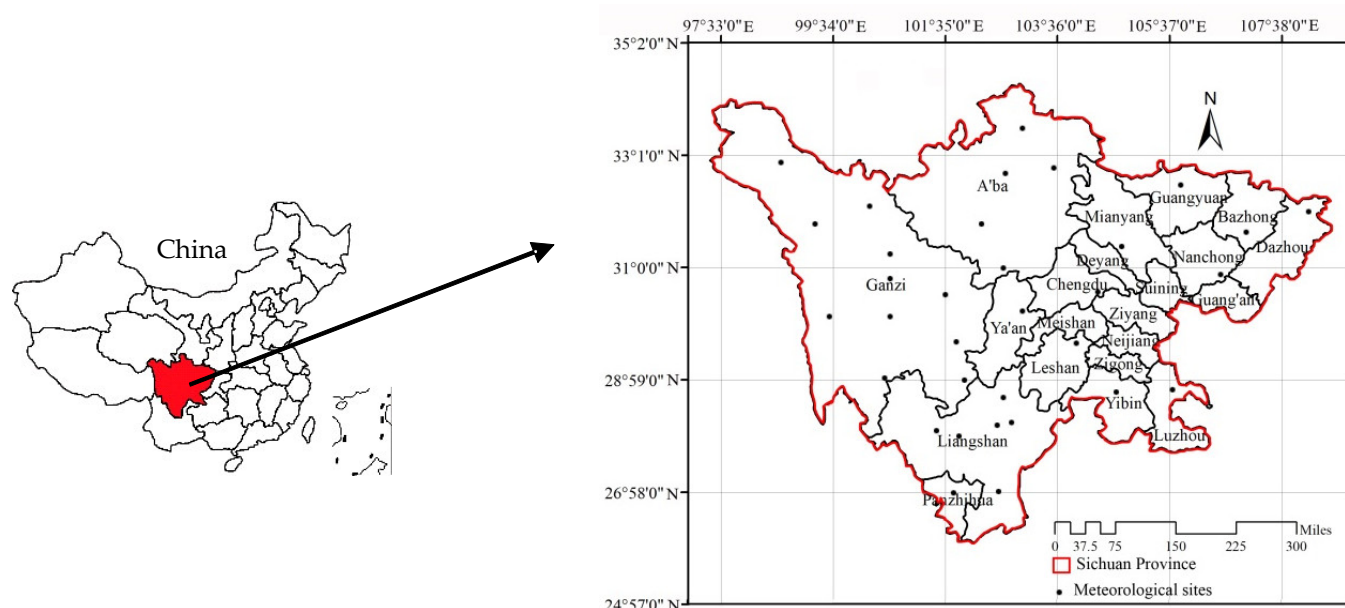 97°33'0"E 99°34'0"E 101°35'0"E 103°36'0"E 105°37'0"E 107°38'0"E
35°2'0" N
N
33°1'0" N
A'ba
Guangyuan
Mianyang
Bazhong
China
Dazhou
Nanchong
Deyang
31°0'0" N
Ganzi
Chengdu
Suining
Guang'an
Ziyang
Meishan
Ya'an
Neijiang
Zigong
Leshan
28°59'0" N
Yibin
Luzhou
Liangshan
26°58'0" N
Panzhihua
Miles
0 37.5 75 150 225 300
Sichuan Province
Meteorological sites
24°57'0" N